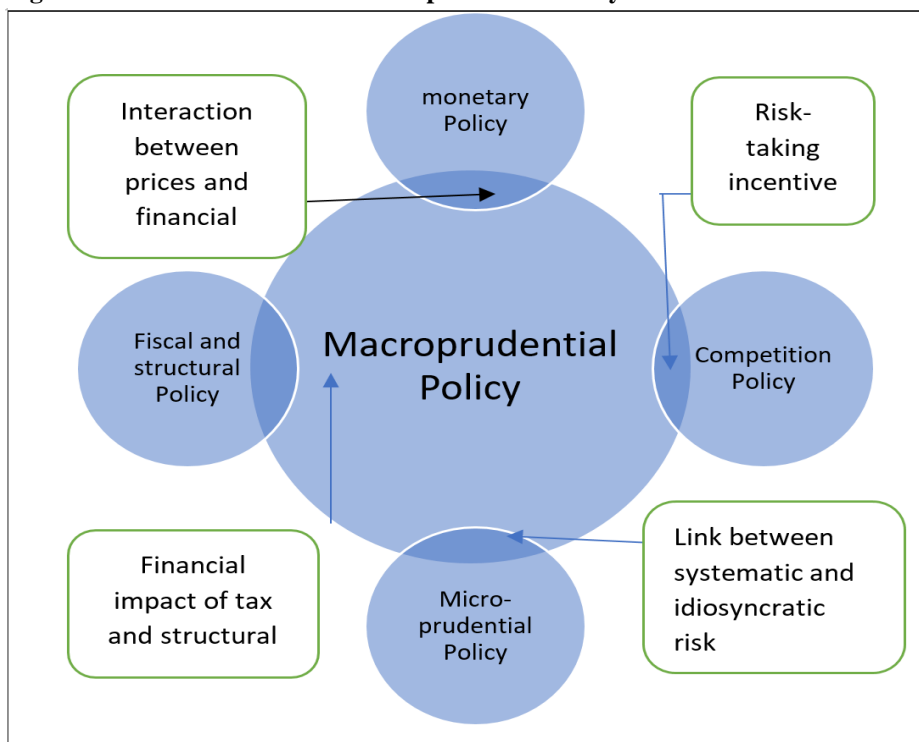 monetary
Policy
Interaction
between
prices and
financial
Risk-
taking
incentive
Macroprudential
Policy
Fiscal and
structural
Policy
Competition
Policy
Financial
impact of tax
and structural
Micro-
prudential
Policy
Link between
systematic and
idiosyncratic
risk